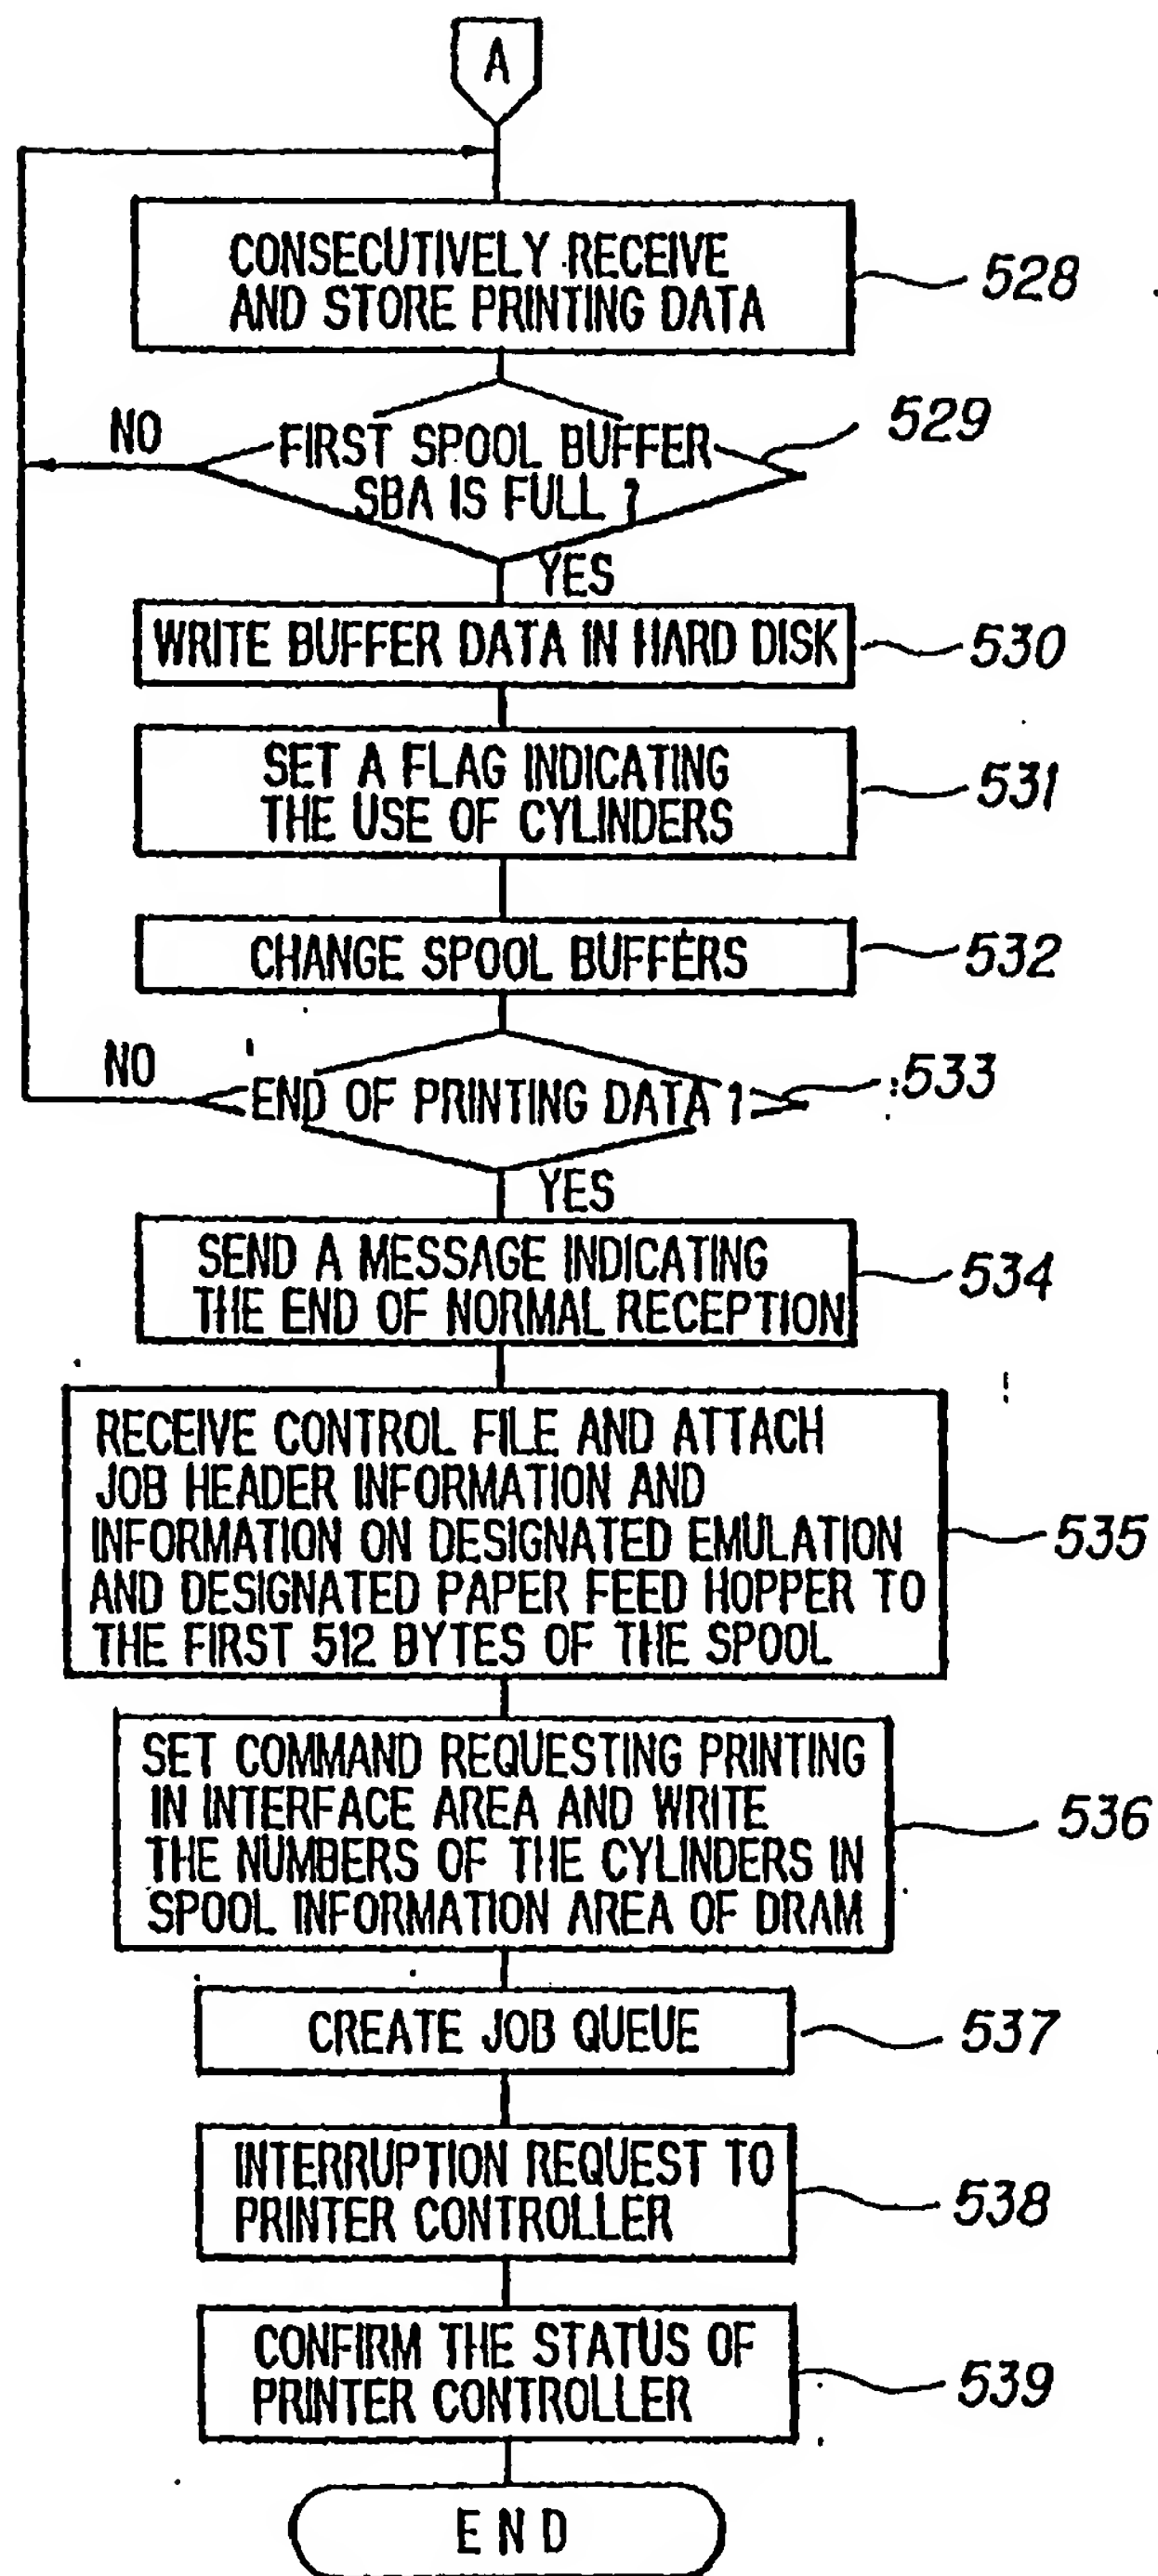 A
CONSECUTIVELY RECEIVE
AND STORE PRINTING DATA
528
NO
FIRST SPOOL BUFFER
SBA IS FULL ?
529
YES
WRITE BUFFER DATA IN HARD DISK
530
SET A FLAG INDICATING
THE USE OF CYLINDERS
531
CHANGE SPOOL BUFFERS
532
NO
END OF PRINTING DATA ?
533
YES
SEND A MESSAGE INDICATING
THE END OF NORMAL RECEPTION
534
RECEIVE CONTROL FILE AND ATTACH
JOB HEADER INFORMATION AND
INFORMATION ON DESIGNATED EMULATION
AND DESIGNATED PAPER FEED HOPPER TO
THE FIRST 512 BYTES OF THE SPOOL
535
SET COMMAND REQUESTING PRINTING
IN INTERFACE AREA AND WRITE
THE NUMBERS OF THE CYLINDERS IN
SPOOL INFORMATION AREA OF DRAM
536
CREATE JOB QUEUE
537
INTERRUPTION REQUEST TO
PRINTER CONTROLLER
538
CONFIRM THE STATUS OF
PRINTER CONTROLLER
539
END